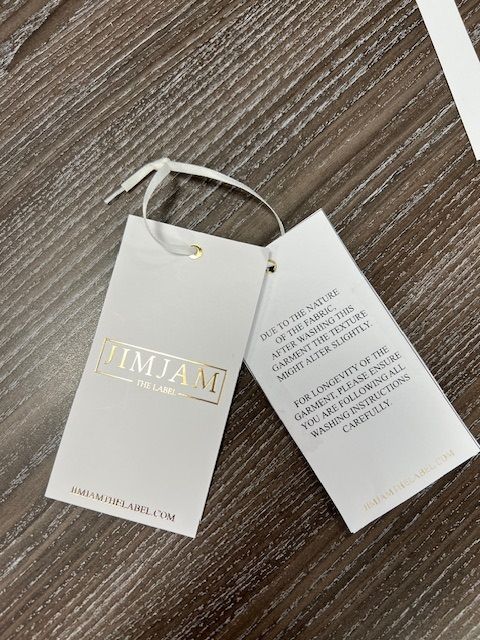 JIMJAM
THE LABEL
JIMJAMTHELABEL.COM
DUE TO THE NATURE
OF THE FABRIC
AFTER WASHING THIS
GARMENT THE TEXTURE
MIGHT ALTER SLIGHTLY.
FOR LONGEVITY OF THE
GARMENT, PLEASE ENSURE
YOU ARE FOLLOWING ALL
WASHING INSTRUCTIONS
CAREFULLY.
JIMJAMTHELABEL.COM